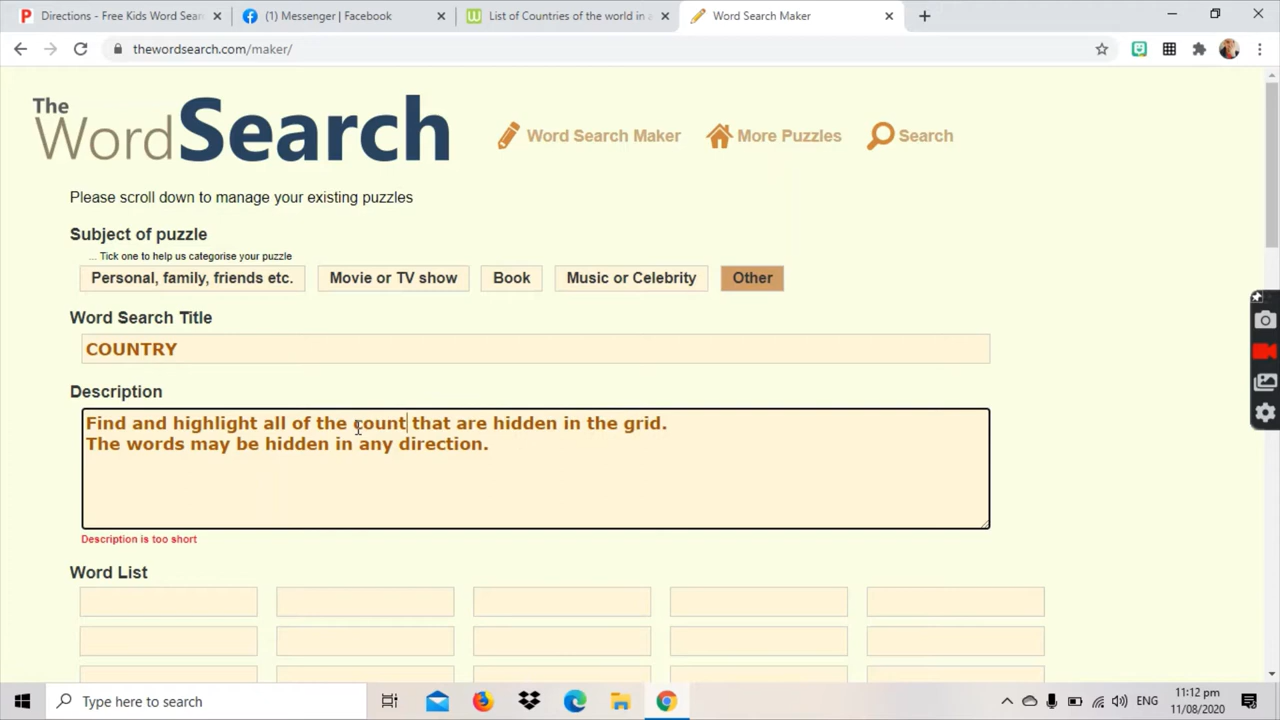 Directions - Free Kids Word Sear
(1) Messenger | Facebook
List of Countries of the world in a
Word Search Maker
thewordsearch.com/maker/
The
WordSearch
Word Search Maker
More Puzzles
Search
Please scroll down to manage your existing puzzles
Subject of puzzle
... Tick one to help us categorise your puzzle
Personal, family, friends etc.
Movie or TV show
Book
Music or Celebrity
Other
Word Search Title
COUNTRY
Description
Find and highlight all of the count that are hidden in the grid.
The words may be hidden in any direction.
Description is too short
Word List
Type here to search
ENG
11:12 pm
11/08/2020